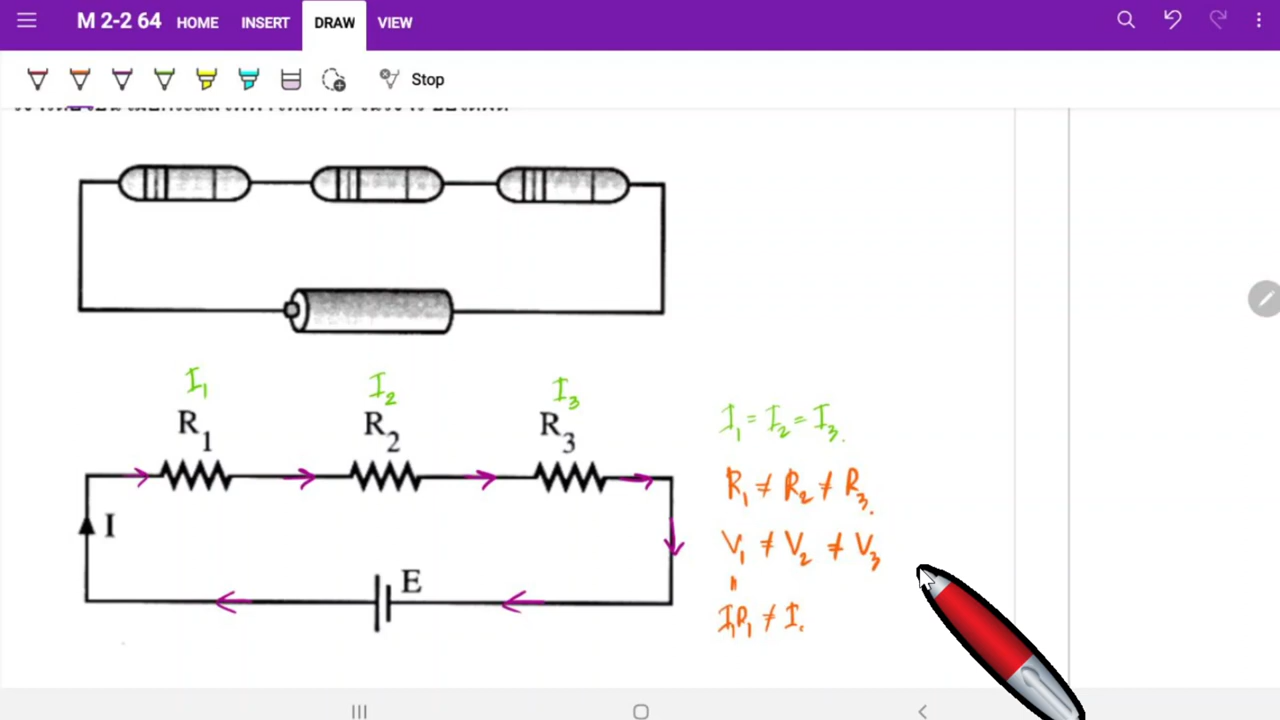 M 2-2 64 HOME INSERT DRAW VIEW
Stop
I₁ I₂ I₃
R₁ R₂ R₃
I₁ = I₂ = I₃.
R₁ ≠ R₂ ≠ R₃.
I
V₁ ≠ V₂ ≠ V₃
E
"
I₁R₁ ≠ I.